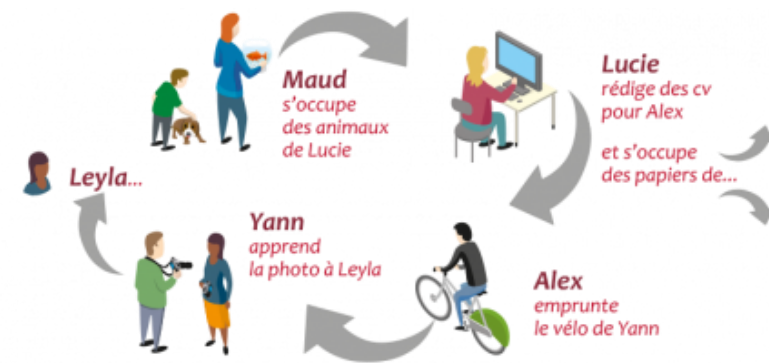 Maud
s'occupe
des animaux
de Lucie
Lucie
rédige des cv
pour Alex
et s'occupe
des papiers de...
Leyla...
Yann
apprend
la photo à Leyla
Alex
emprunte
le vélo de Yann